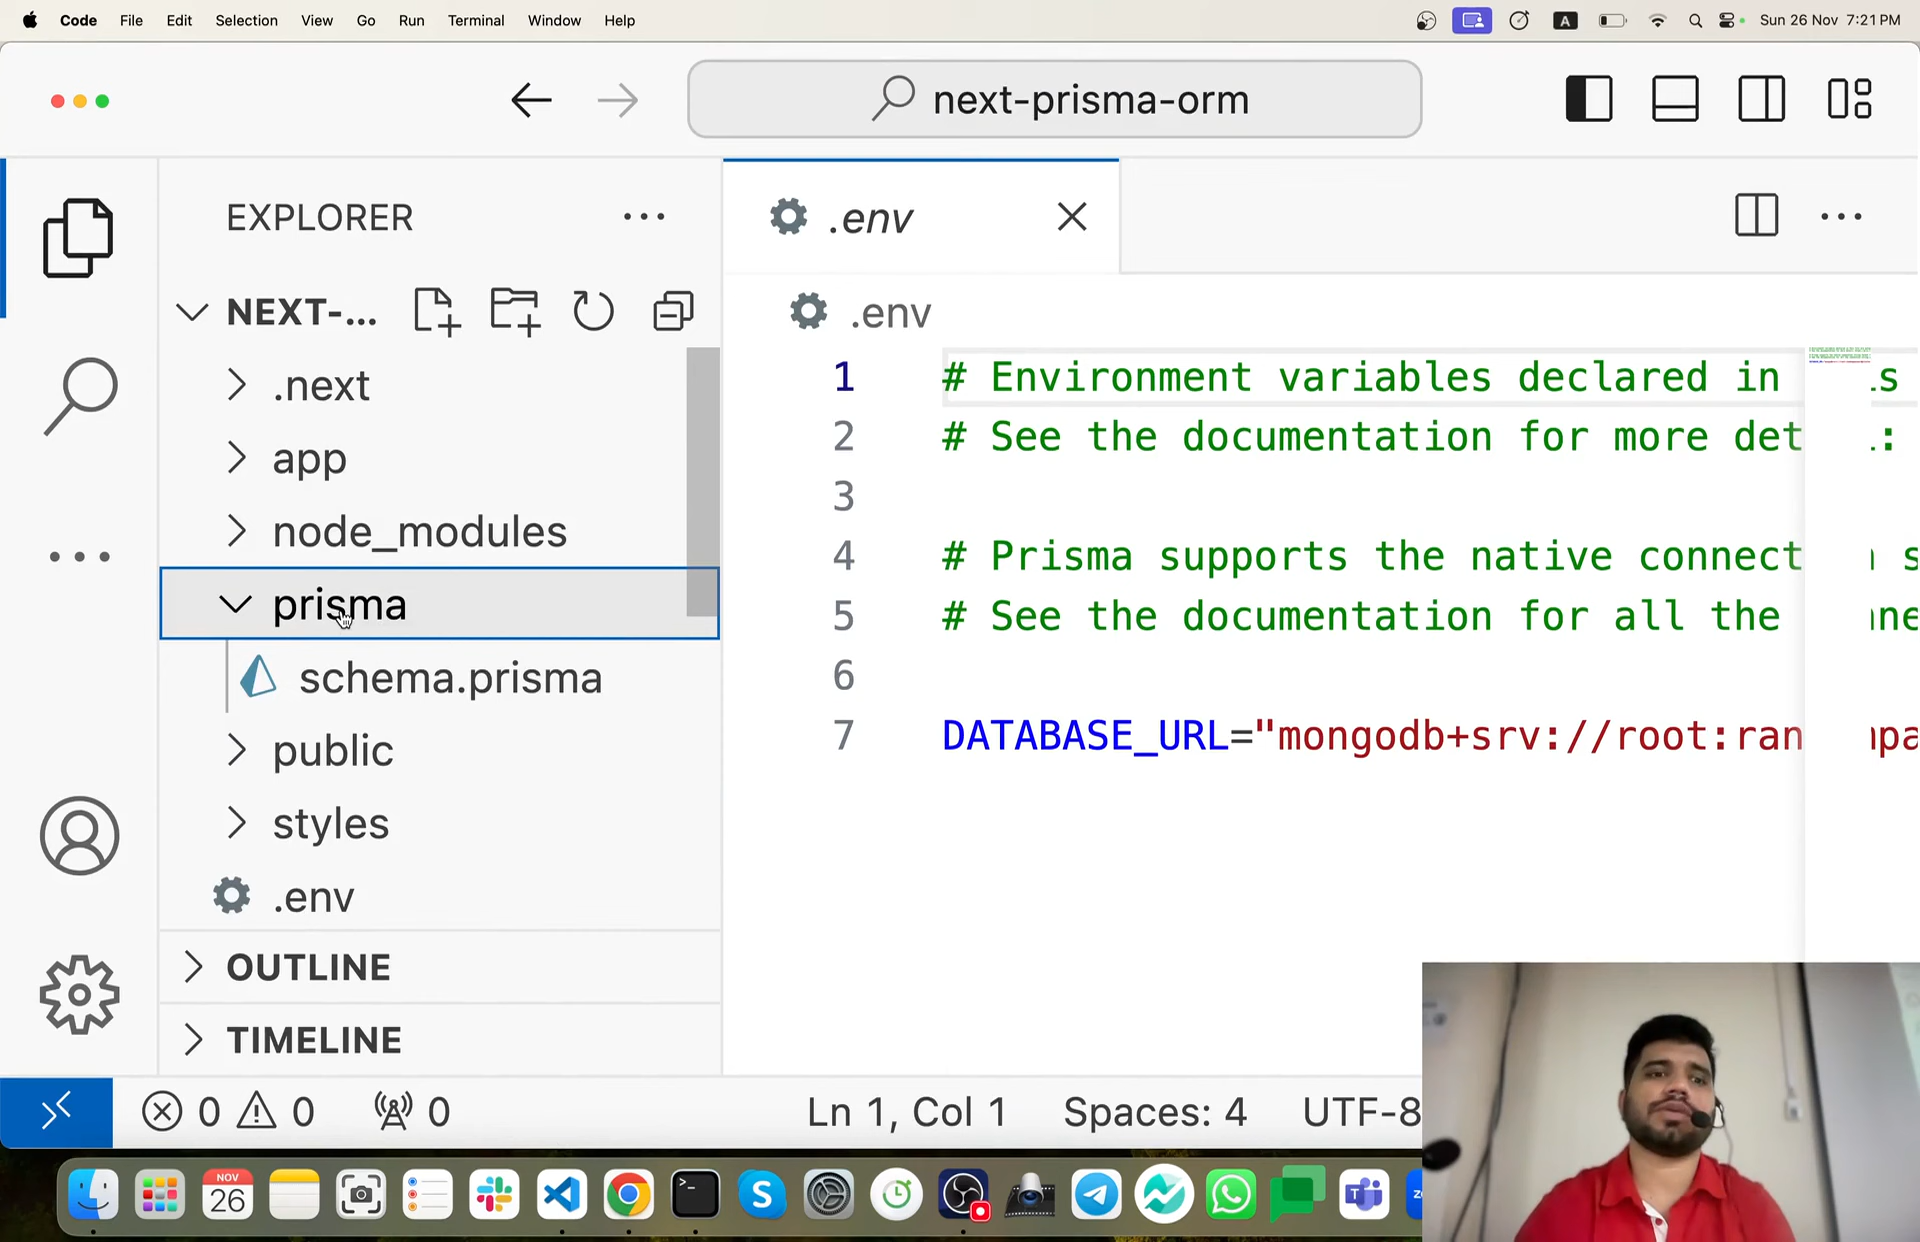 Code File Edit Selection View Go Run Terminal Window Help
A
Sun 26 Nov 7:21 PM
next-prisma-orm
EXPLORER
.env
NEXT-...
.env
.next
app
node_modules
prisma
schema.prisma
public
styles
.env
OUTLINE
TIMELINE
1 # Environment variables declared in
2 # See the documentation for more
3
4 # Prisma supports the native
5 # See the documentation for all the
6
7 DATABASE_URL="mongodb+srv://root:
0 0 0
Ln 1, Col 1 Spaces: 4 UTF-8
NOV
26
S
T